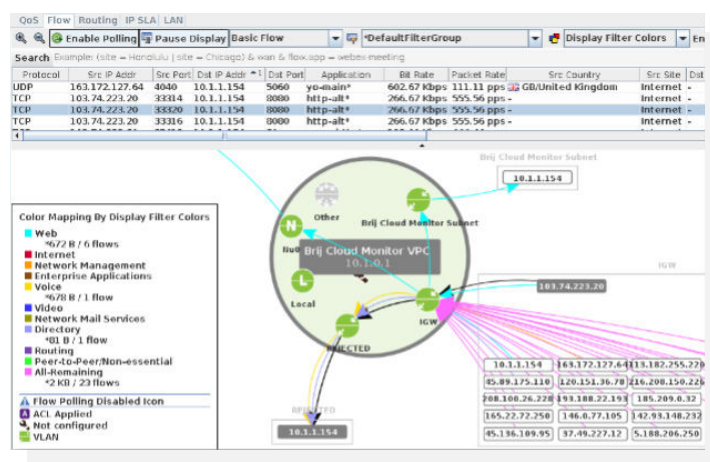 QoS Flow Routing IP SLA LAN
Enable Polling Pause Display Basic Flow *DefaultFilterGroup Display Filter Colors En
Search Example: (site = Honolulu | site = Chicago) & wan & flow.app = webex-meeting
Protocol Src IP Addr Src Port Dst IP Addr 1 Dst Port Application Bit Rate Packet Rate Src Country Src Site Dst
UDP 163.172.127.64 4040 10.1.1.154 5060 yo-main* 602.67 Kbps 111.11 pps GB/United Kingdom Internet -
TCP 103.74.223.20 33314 10.1.1.154 8080 http-alt* 266.67 Kbps 555.56 pps - Internet -
TCP 103.74.223.20 33320 10.1.1.154 8080 http-alt* 266.67 Kbps 555.56 pps - Internet -
TCP 103.74.223.20 33316 10.1.1.154 8080 http-alt* 266.67 Kbps 555.56 pps - Internet -
Brij Cloud Monitor Subnet
10.1.1.154
Other
Brij Cloud Monitor Subnet
N
Null
Brij Cloud Monitor VPC
10.1.0.1
L
Local
IGW
REJECTED
IGW
103.74.223.20
Color Mapping By Display Filter Colors
Web
*672 B / 6 flows
Internet
Network Management
Enterprise Applications
Voice
*678 B / 1 flow
Video
Network Mail Services
Directory
*81 B / 1 flow
Routing
Peer-to-Peer/Non-essential
All-Remaining
*2 KB / 23 flows
Flow Polling Disabled Icon
A ACL Applied
Not configured
VLAN
REJECTED
10.1.1.154
10.1.1.154 163.172.127.64 113.182.255.220
45.89.175.110 120.151.36.78 216.208.150.226
208.100.26.228 193.188.22.193 185.209.0.32
165.22.72.250 146.0.77.105 142.93.148.232
45.136.109.95 37.49.227.12 5.188.206.250